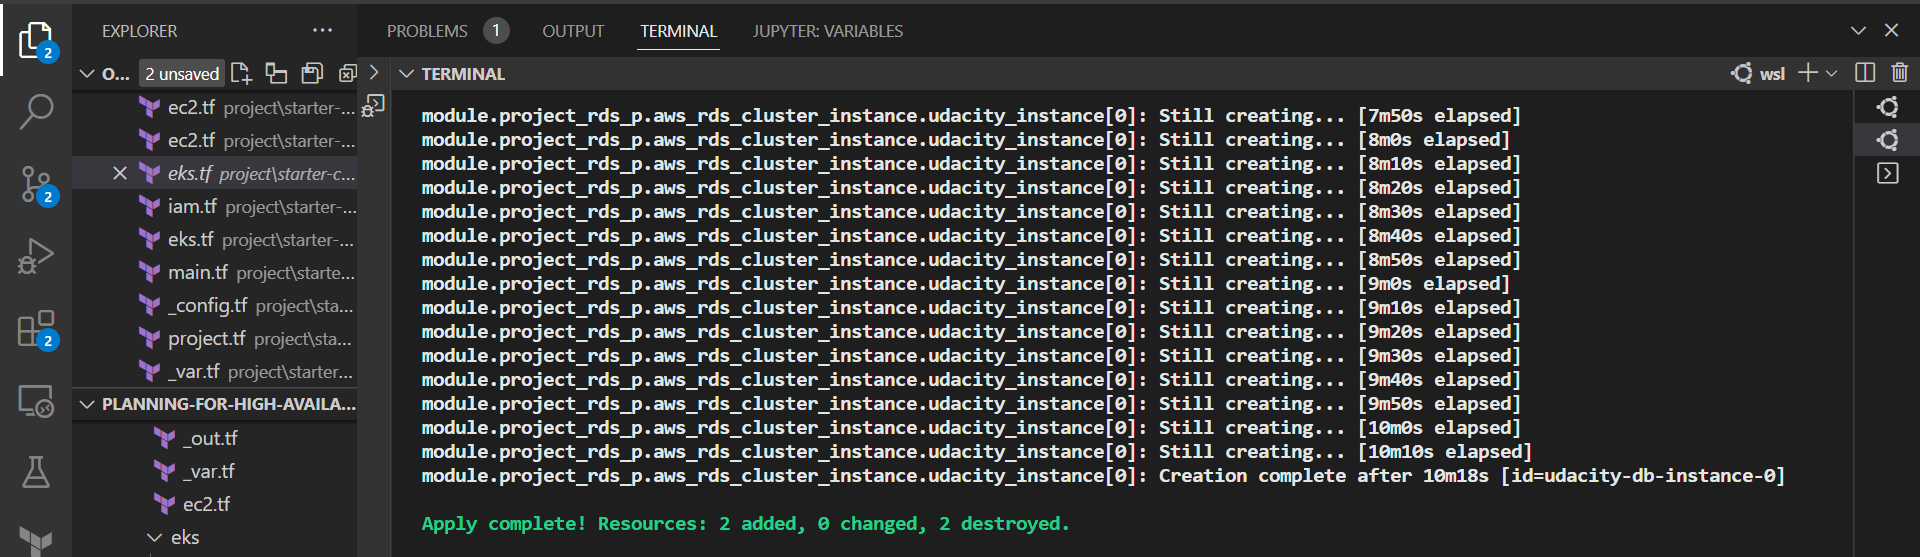 EXPLORER
O... 2 unsaved
ec2.tf project\starter-...
ec2.tf project\starter-...
eks.tf project\starter-c...
iam.tf project\starter-...
eks.tf project\starter-...
main.tf project\starte...
_config.tf project\sta...
project.tf project\sta...
_var.tf project\starter...
PLANNING-FOR-HIGH-AVAILA...
_out.tf
_var.tf
ec2.tf
eks
2
2
2
PROBLEMS 1 OUTPUT TERMINAL JUPYTER: VARIABLES
TERMINAL
wsl
module.project_rds_p.aws_rds_cluster_instance.udacity_instance[0]: Still creating... [7m50s elapsed]
module.project_rds_p.aws_rds_cluster_instance.udacity_instance[0]: Still creating... [8m0s elapsed]
module.project_rds_p.aws_rds_cluster_instance.udacity_instance[0]: Still creating... [8m10s elapsed]
module.project_rds_p.aws_rds_cluster_instance.udacity_instance[0]: Still creating... [8m20s elapsed]
module.project_rds_p.aws_rds_cluster_instance.udacity_instance[0]: Still creating... [8m30s elapsed]
module.project_rds_p.aws_rds_cluster_instance.udacity_instance[0]: Still creating... [8m40s elapsed]
module.project_rds_p.aws_rds_cluster_instance.udacity_instance[0]: Still creating... [8m50s elapsed]
module.project_rds_p.aws_rds_cluster_instance.udacity_instance[0]: Still creating... [9m0s elapsed]
module.project_rds_p.aws_rds_cluster_instance.udacity_instance[0]: Still creating... [9m10s elapsed]
module.project_rds_p.aws_rds_cluster_instance.udacity_instance[0]: Still creating... [9m20s elapsed]
module.project_rds_p.aws_rds_cluster_instance.udacity_instance[0]: Still creating... [9m30s elapsed]
module.project_rds_p.aws_rds_cluster_instance.udacity_instance[0]: Still creating... [9m40s elapsed]
module.project_rds_p.aws_rds_cluster_instance.udacity_instance[0]: Still creating... [9m50s elapsed]
module.project_rds_p.aws_rds_cluster_instance.udacity_instance[0]: Still creating... [10m0s elapsed]
module.project_rds_p.aws_rds_cluster_instance.udacity_instance[0]: Still creating... [10m10s elapsed]
module.project_rds_p.aws_rds_cluster_instance.udacity_instance[0]: Creation complete after 10m18s [id=udacity-db-instance-0]
Apply complete! Resources: 2 added, 0 changed, 2 destroyed.